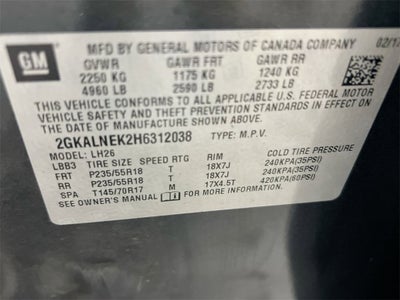 GM
MFD BY GENERAL MOTORS OF CANADA COMPANY 02/17
GVWR GAWR FRT GAWR RR
2250 KG 1175 KG 1240 KG
4960 LB 2590 LB 2733 LB
THIS VEHICLE CONFORMS TO ALL APPLICABLE U.S. FEDERAL MOTOR
VEHICLE SAFETY AND THEFT PREVENTION STANDARDS IN EFFECT ON
THE DATE OF MANUFACTURE SHOWN ABOVE.
2GKALNEK2H6312038 TYPE: M.P.V.
MODEL: LH26
LBB3 TIRE SIZE SPEED RTG RIM COLD TIRE PRESSURE
FRT P235/55R18 T 18X7J 240KPA(35PSI)
RR P235/55R18 T 18X7J 240KPA(35PSI)
SP T145/70R17 M 17X4.5T 420KPA(60PSI)
SEE OWNER'S MANUAL FOR MORE INFORMATION.